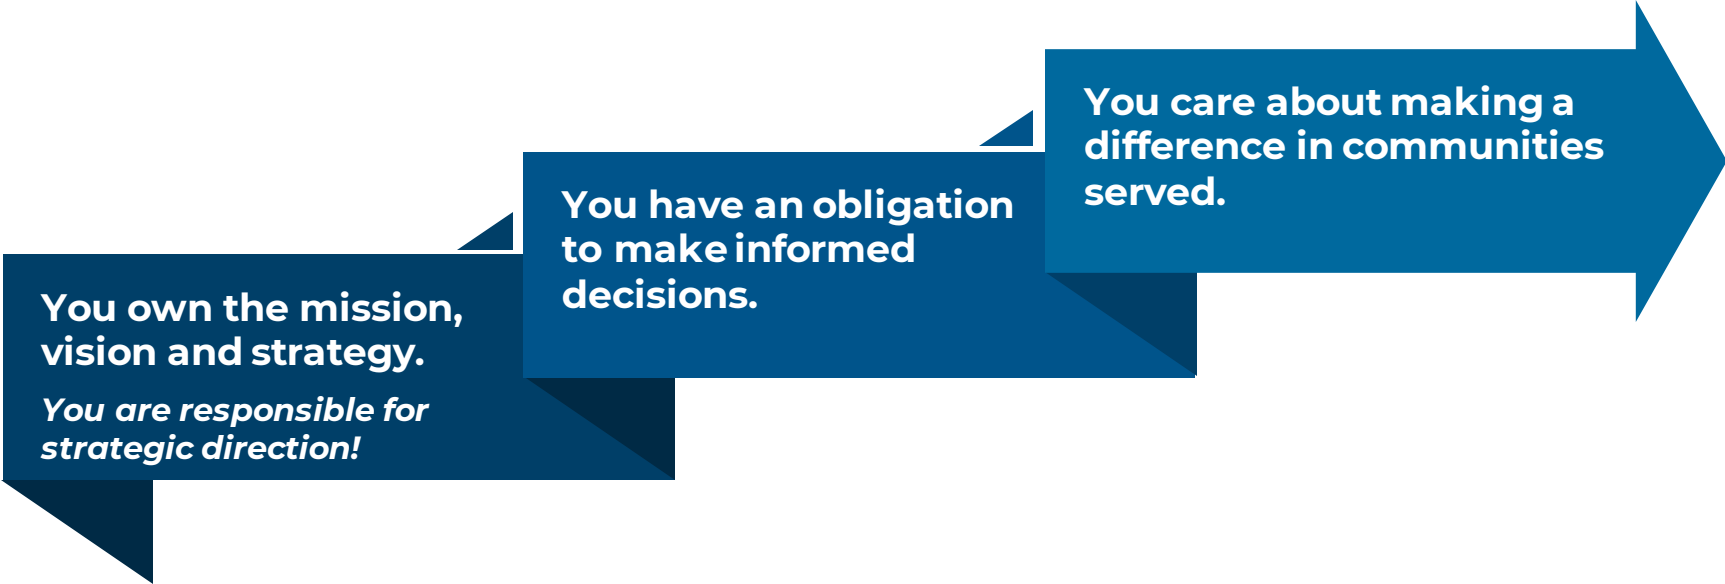 You own the mission,
vision and strategy.
You are responsible for
strategic direction!
You have an obligation
to make informed
decisions.
You care about making a
difference in communities
served.